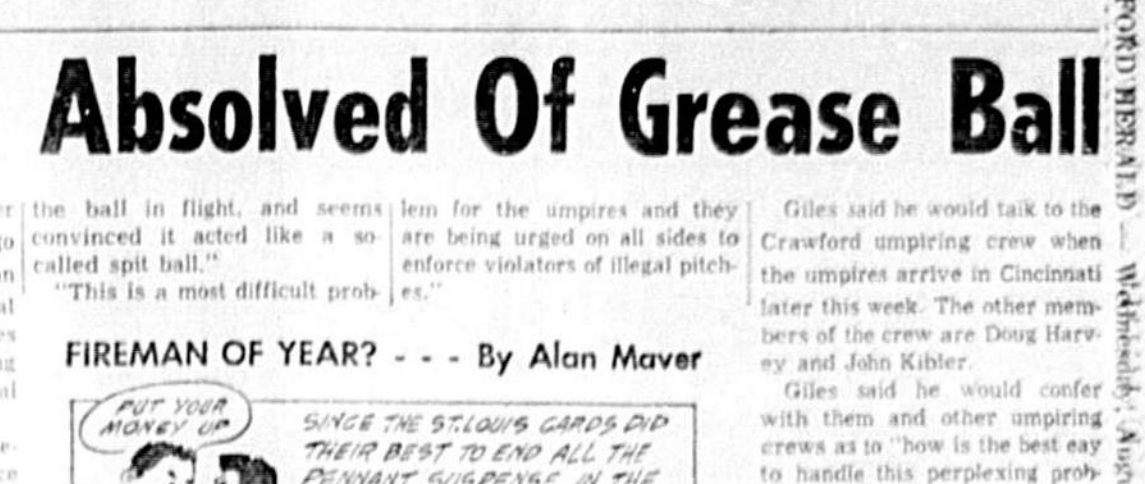 Absolved Of Grease Ball
the ball in flight, and seems
convinced it acted like a so-
called spit ball."
"This is a most difficult prob-
lem for the umpires and they
are being urged on all sides to
enforce violators of illegal pitch-
es."
Giles said he would talk to the
Crawford umpiring crew when
the umpires arrive in Cincinnati
later this week. The other mem-
bers of the crew are Doug Harv-
ey and John Kibler.
Giles said he would confer
with them and other umpiring
crews as to "how is the best eay
to handle this perplexing prob-
FIREMAN OF YEAR? - - - By Alan Maver
PUT YOUR
MONEY UP
SINCE THE ST.LOUIS CARDS DID
THEIR BEST TO END ALL THE
PENNANT SUSPENSE IN THE
FORD HERALD — Wednesday, Aug